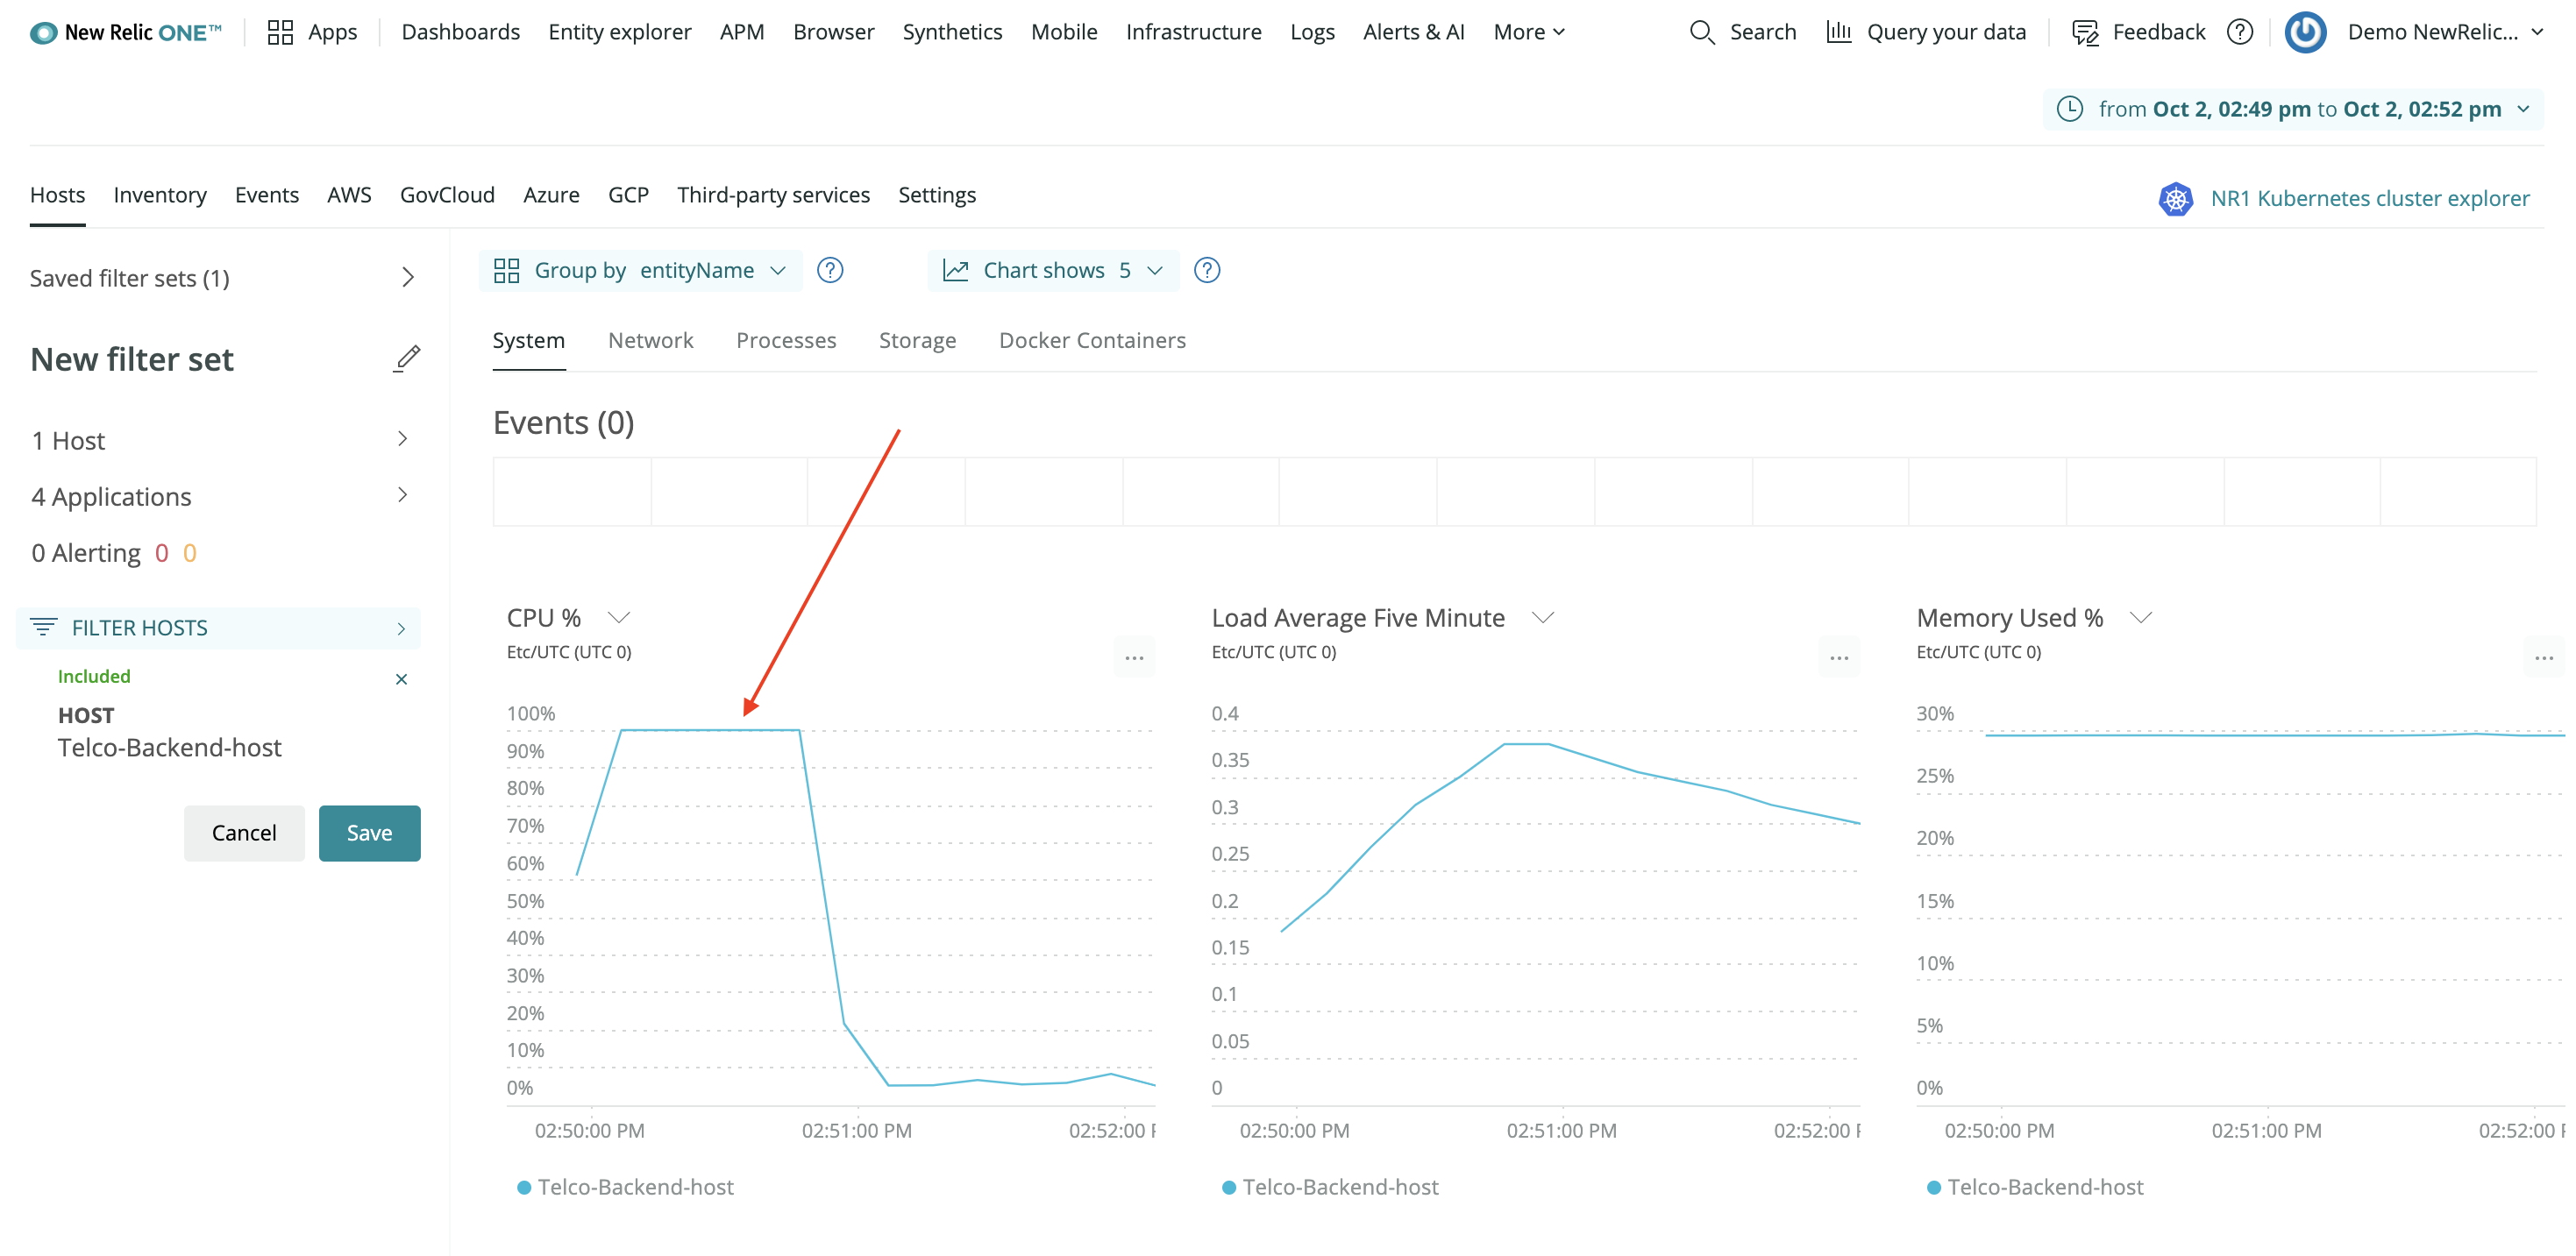 New Relic ONE™ Apps Dashboards Entity explorer APM Browser Synthetics Mobile Infrastructure Logs Alerts & AI More Search Query your data Feedback ? Demo NewRelic...
from Oct 2, 02:49 pm to Oct 2, 02:52 pm
Hosts Inventory Events AWS GovCloud Azure GCP Third-party services Settings
NR1 Kubernetes cluster explorer
Saved filter sets (1)
New filter set
1 Host
4 Applications
0 Alerting 0 0
FILTER HOSTS
Included
HOST
Telco-Backend-host
Cancel Save
Group by entityName ? Chart shows 5 ?
System Network Processes Storage Docker Containers
Events (0)
CPU %
Etc/UTC (UTC 0)
...
100%
90%
80%
70%
60%
50%
40%
30%
20%
10%
0%
02:50:00 PM 02:51:00 PM 02:52:00
Telco-Backend-host
Load Average Five Minute
Etc/UTC (UTC 0)
...
0.4
0.35
0.3
0.25
0.2
0.15
0.1
0.05
0
02:50:00 PM 02:51:00 PM 02:52:00
Telco-Backend-host
Memory Used %
Etc/UTC (UTC 0)
...
30%
25%
20%
15%
10%
5%
0%
02:50:00 PM 02:51:00 PM 02:52:00
Telco-Backend-host